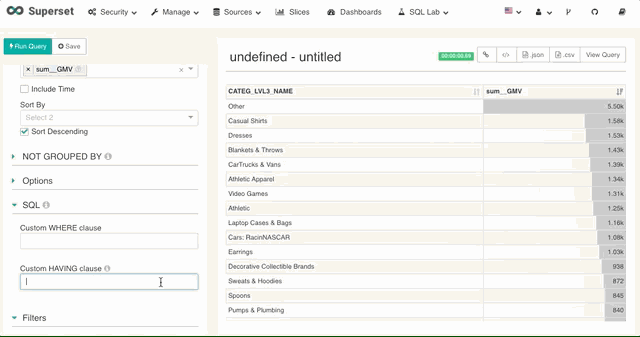 Superset Security Manage Sources Slices Dashboards SQL Lab
Run Query Save
undefined - untitled
.json .csv View Query
× sum__GMV
Include Time
Sort By
Select 2
Sort Descending
NOT GROUPED BY
Options
SQL
Custom WHERE clause
Custom HAVING clause
Filters
CATEG_LVL3_NAME sum__GMV
Other 5.50k
Casual Shirts 1.58k
Dresses 1.53k
Blankets & Throws 1.43k
CarTrucks & Vans 1.39k
Athletic Apparel 1.34k
Video Games 1.31k
Athletic 1.25k
Laptop Cases & Bags 1.16k
Cars: RacinNASCAR 1.08k
Earrings 1.03k
Decorative Collectible Brands 938
Sweats & Hoodies 872
Spoons 845
Pumps & Plumbing 840